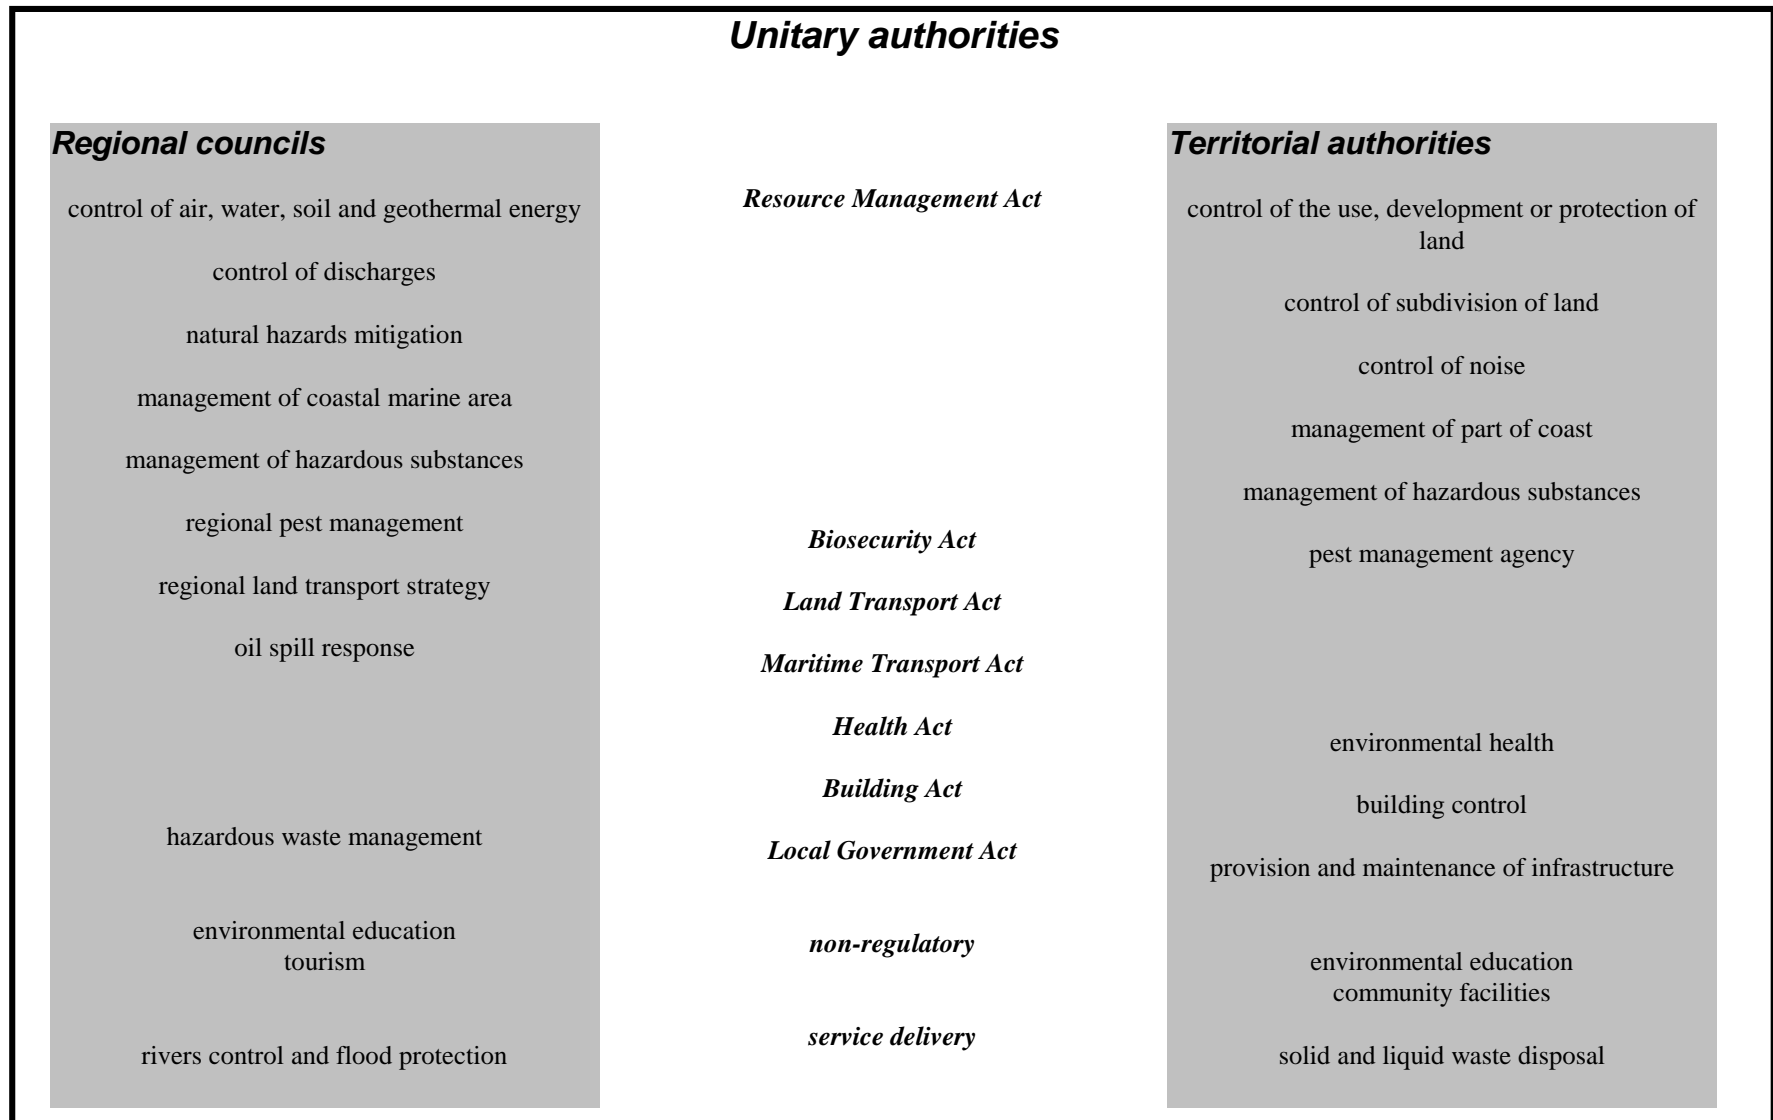 Unitary authorities
Regional councils
control of air, water, soil and geothermal energy
control of discharges
natural hazards mitigation
management of coastal marine area
management of hazardous substances
regional pest management
regional land transport strategy
oil spill response
hazardous waste management
environmental education
tourism
rivers control and flood protection
Resource Management Act
Biosecurity Act
Land Transport Act
Maritime Transport Act
Health Act
Building Act
Local Government Act
non-regulatory
service delivery
Territorial authorities
control of the use, development or protection of
land
control of subdivision of land
control of noise
management of part of coast
management of hazardous substances
pest management agency
environmental health
building control
provision and maintenance of infrastructure
environmental education
community facilities
solid and liquid waste disposal